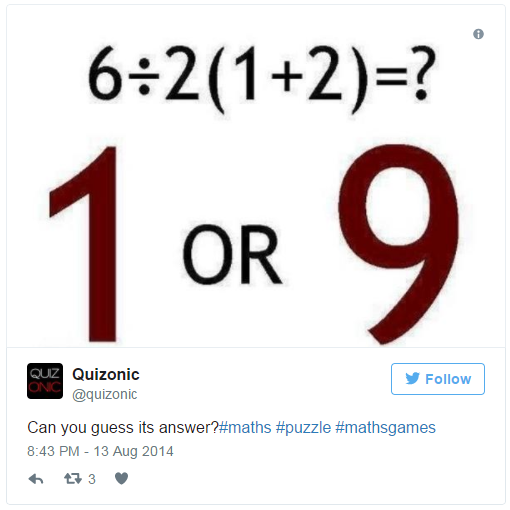 6÷2(1+2)=?
1 OR 9
QUIZ
ONIC
Quizonic
@quizonic
Follow
Can you guess its answer?#maths #puzzle #mathsgames
8:43 PM - 13 Aug 2014
3